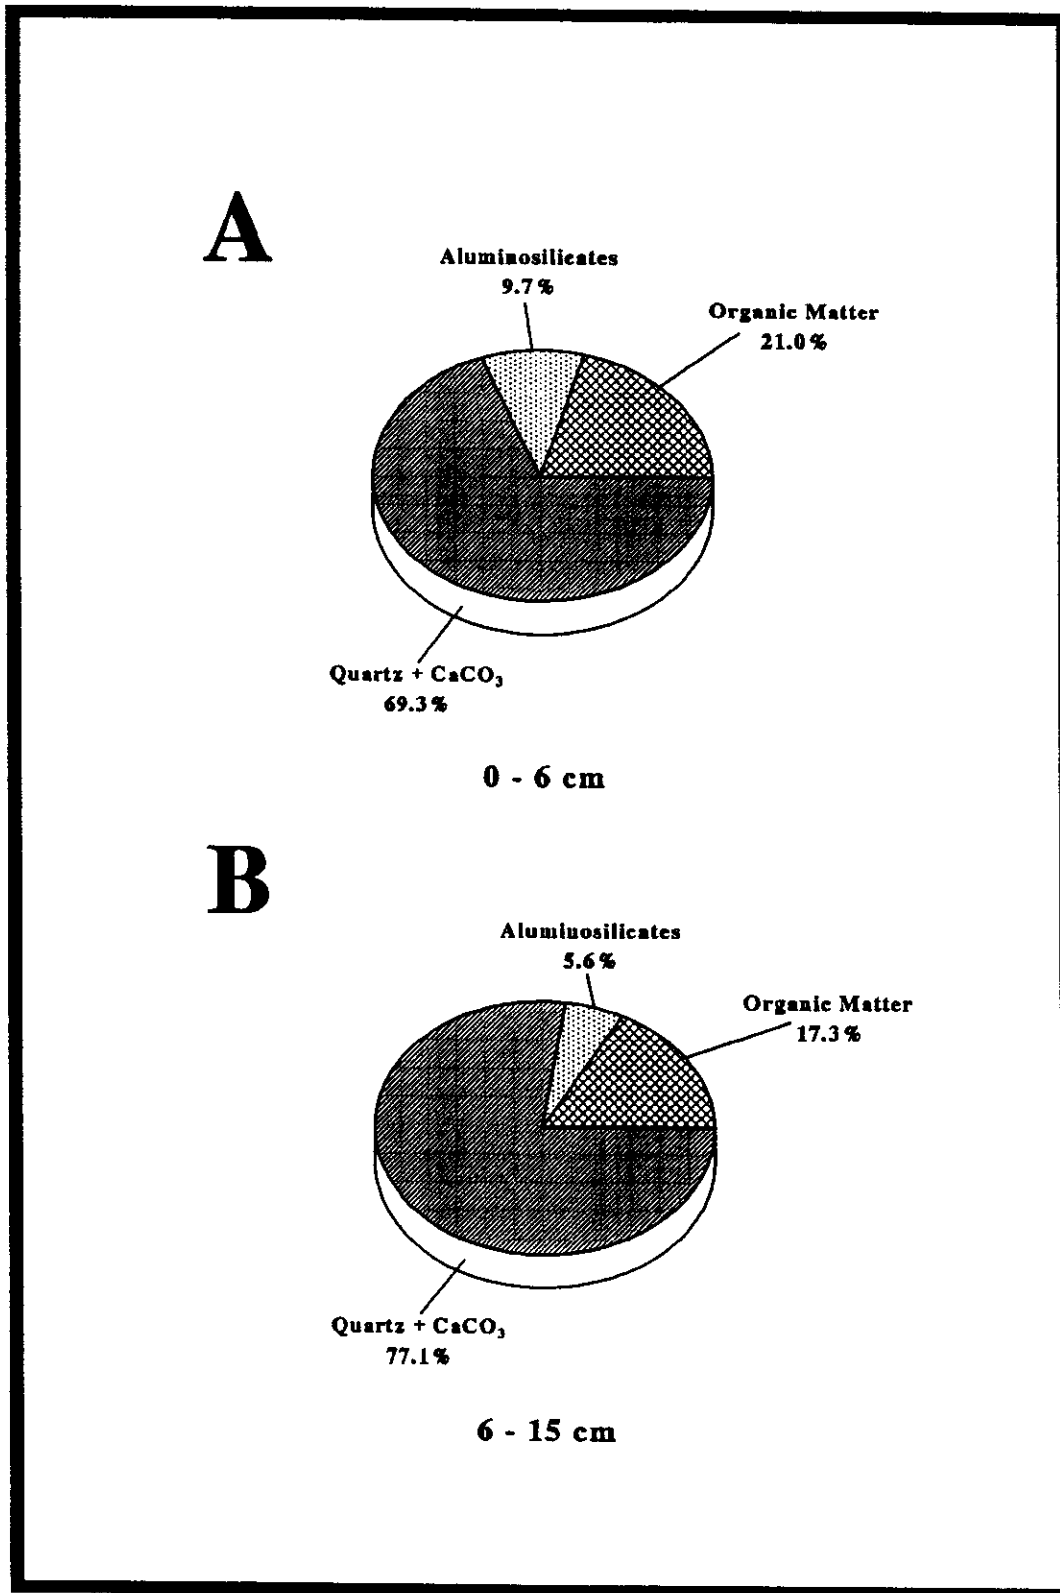 A
Aluminosilicates
9.7%
Organic Matter
21.0%
Quartz + CaCO₃
69.3%
0 - 6 cm
B
Aluminosilicates
5.6%
Organic Matter
17.3%
Quartz + CaCO₃
77.1%
6 - 15 cm